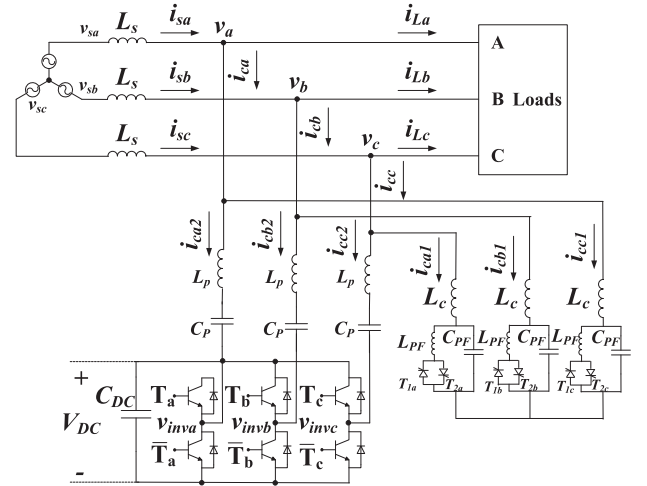 v_sa L_s i_sa v_a i_La A
i_ca
v_sb L_s i_sb v_b i_Lb B Loads
v_sc
i_cb
L_s i_sc v_c i_Lc C
i_cc
i_ca2 i_cb2 i_cc2 i_ca1 i_cb1 i_cc1
L_p L_p L_p L_c L_c L_c
C_P C_P C_P L_PF C_PF L_PF C_PF L_PF C_PF
T_1a T_2a T_1b T_2b T_1c T_2c
+ C_DC T_a T_b T_c
V_DC v_inva v_invb v_invc
- T̅_a T̅_b T̅_c